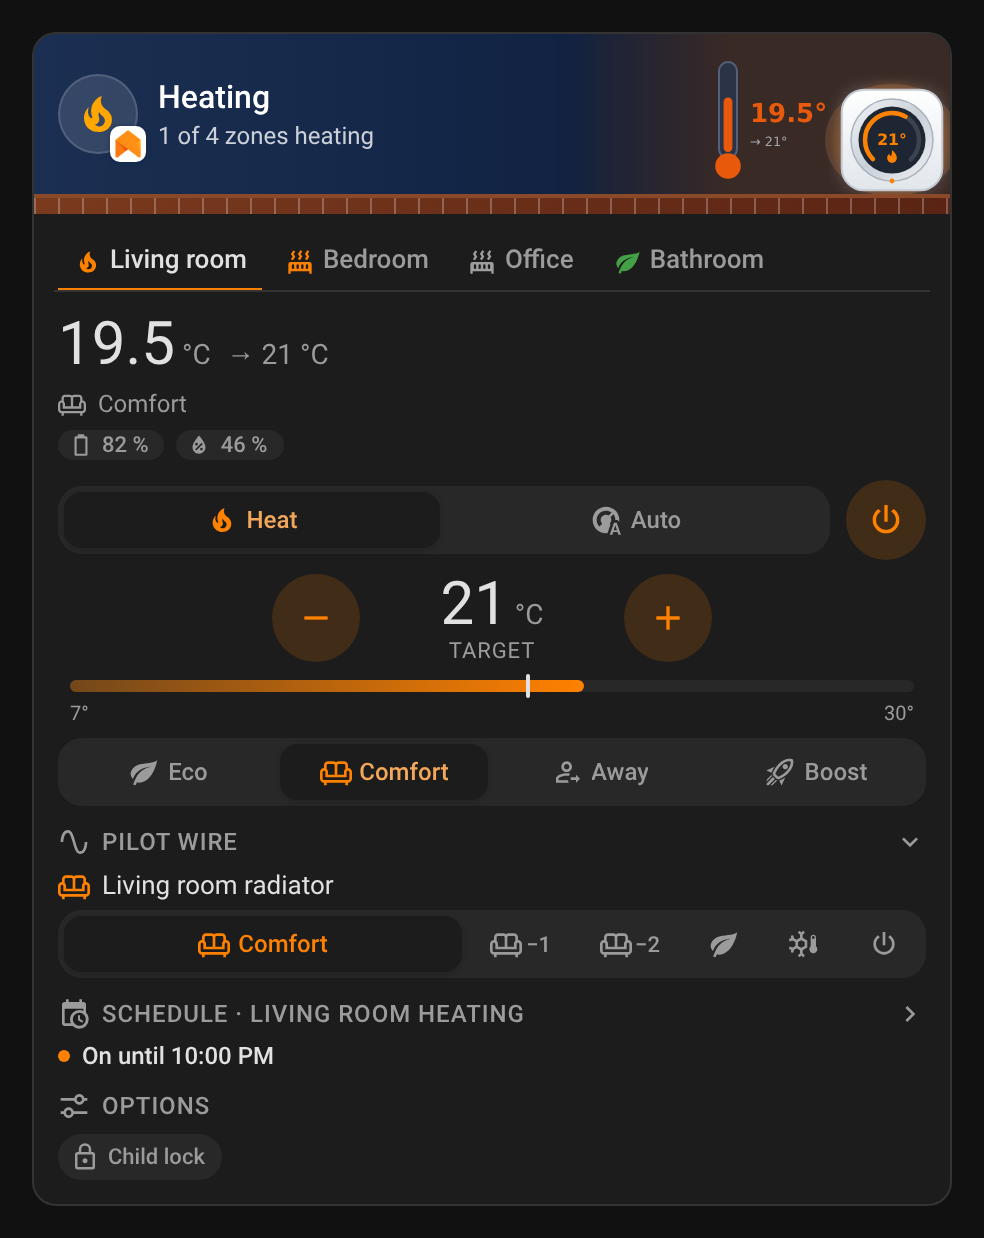 Heating
1 of 4 zones heating
19.5°
→ 21°
21°
Living room Bedroom Office Bathroom
19.5 °C → 21 °C
Comfort
82 % 46 %
Heat Auto
21 °C
TARGET
7° 30°
Eco Comfort Away Boost
PILOT WIRE
Living room radiator
Comfort −1 −2
SCHEDULE · LIVING ROOM HEATING
On until 10:00 PM
OPTIONS
Child lock